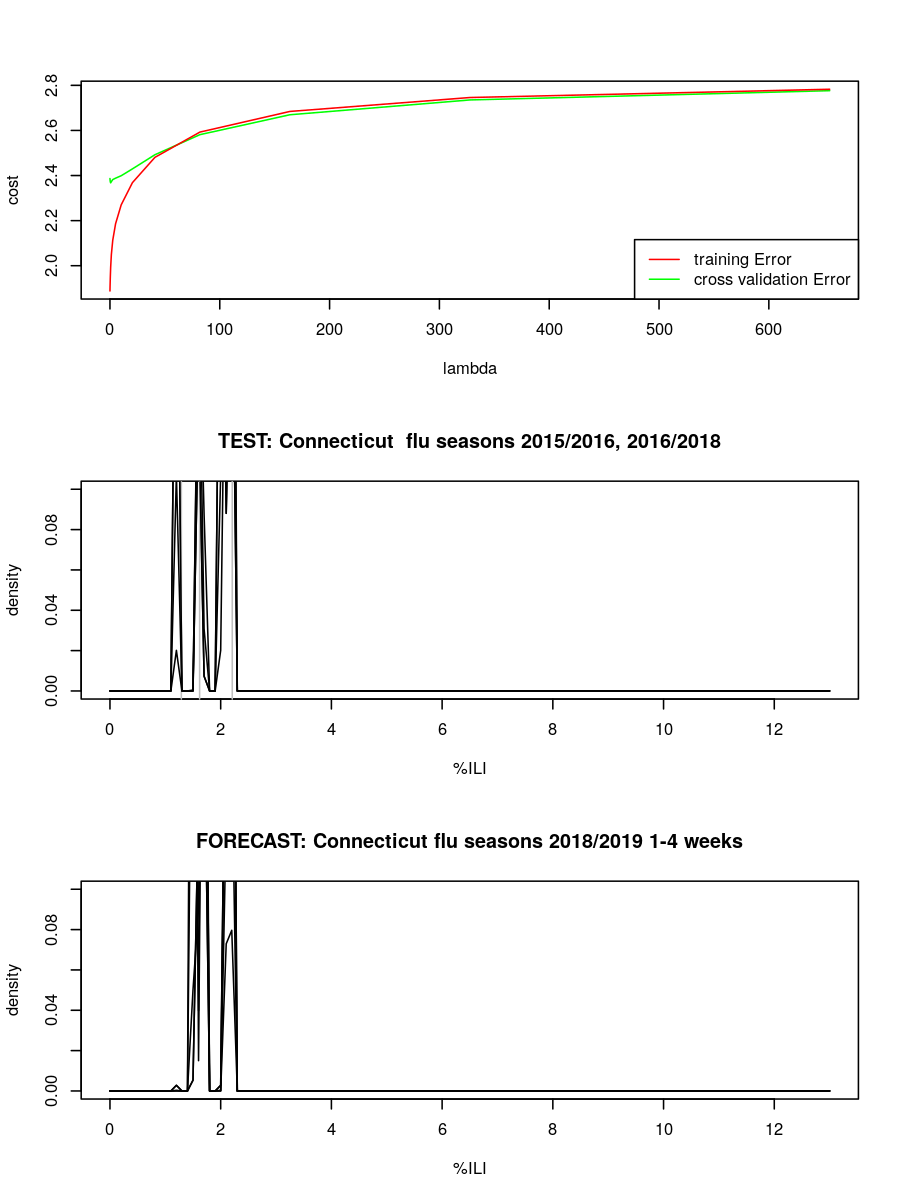 2.8
2.6
2.4
2.2
2.0
cost
training Error
cross validation Error
0 100 200 300 400 500 600
lambda
TEST: Connecticut  flu seasons 2015/2016, 2016/2018
0.08
0.04
0.00
density
0 2 4 6 8 10 12
%ILI
FORECAST: Connecticut flu seasons 2018/2019 1-4 weeks
0.08
0.04
0.00
density
0 2 4 6 8 10 12
%ILI